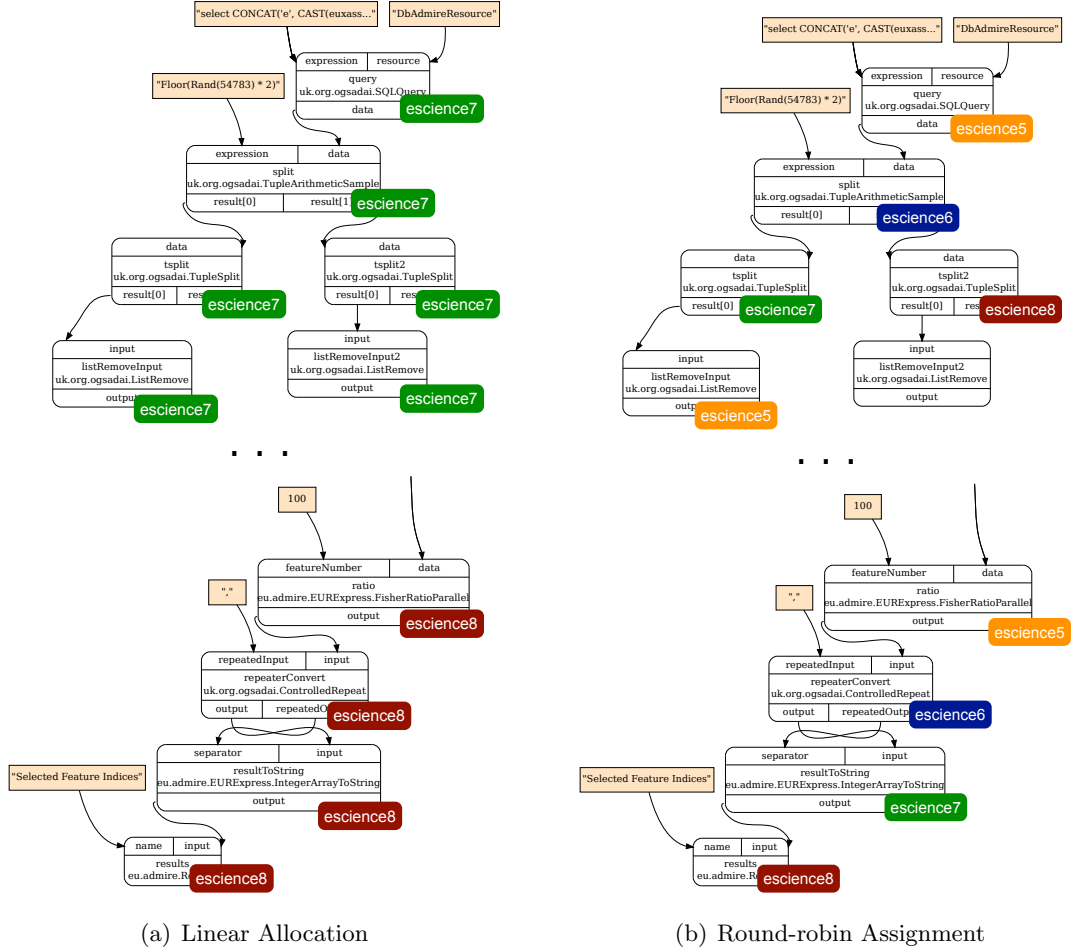 "select CONCAT('e', CAST(euxass..."
"DbAdmireResource"
expression resource
query
uk.org.ogsadai.SQLQuery
data
escience7
"Floor(Rand(54783) * 2)"
expression data
split
uk.org.ogsadai.TupleArithmeticSample
result[0] result[1]
escience7
data
tsplit
uk.org.ogsadai.TupleSplit
result[0]
escience7
data
tsplit2
uk.org.ogsadai.TupleSplit
result[0]
escience7
input
listRemoveInput
uk.org.ogsadai.ListRemove
output
escience7
input
listRemoveInput2
uk.org.ogsadai.ListRemove
output
escience7
. . .
100
featureNumber data
ratio
eu.admire.EURExpress.FisherRatioParallel
output
escience8
","
repeatedInput input
repeaterConvert
uk.org.ogsadai.ControlledRepeat
output
escience8
separator input
resultToString
eu.admire.EURExpress.IntegerArrayToString
output
escience8
"Selected Feature Indices"
name input
results
escience8
(a) Linear Allocation
"select CONCAT('e', CAST(euxass..."
"DbAdmireResource"
expression resource
query
uk.org.ogsadai.SQLQuery
data
escience5
"Floor(Rand(54783) * 2)"
expression data
split
uk.org.ogsadai.TupleArithmeticSample
result[0]
escience6
data
tsplit
uk.org.ogsadai.TupleSplit
result[0]
escience7
data
tsplit2
uk.org.ogsadai.TupleSplit
result[0]
escience8
input
listRemoveInput
uk.org.ogsadai.ListRemove
escience5
input
listRemoveInput2
uk.org.ogsadai.ListRemove
output
. . .
100
featureNumber data
ratio
eu.admire.EURExpress.FisherRatioParallel
output
escience5
","
repeatedInput input
repeaterConvert
uk.org.ogsadai.ControlledRepeat
output
escience6
separator input
resultToString
eu.admire.EURExpress.IntegerArrayToString
output
escience7
"Selected Feature Indices"
name input
results
escience8
(b) Round-robin Assignment